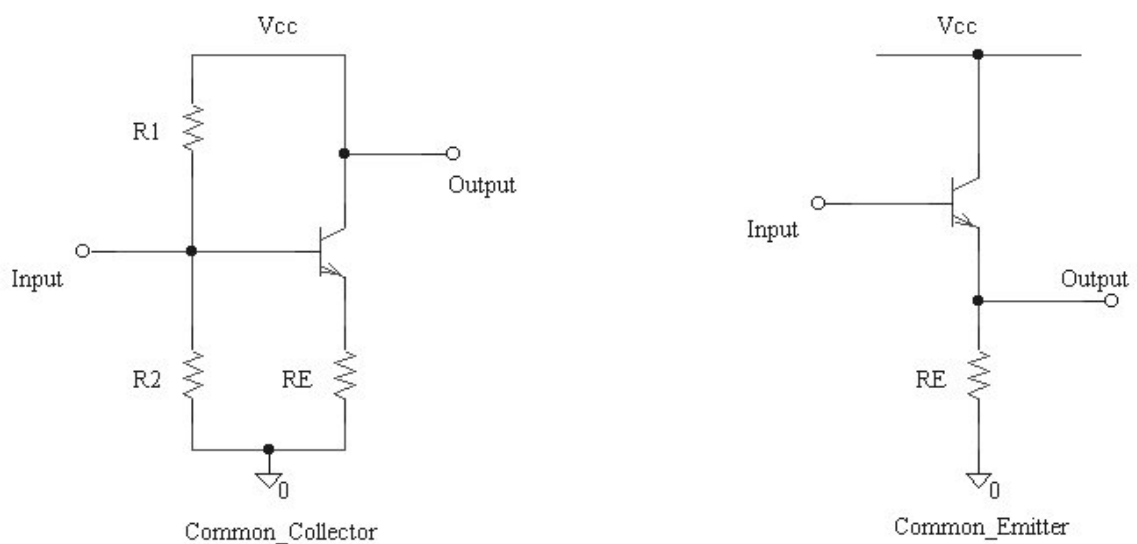 Vcc
R1
Output
Input
R2
RE
0
Common_Collector
Vcc
Input
Output
RE
0
Common_Emitter